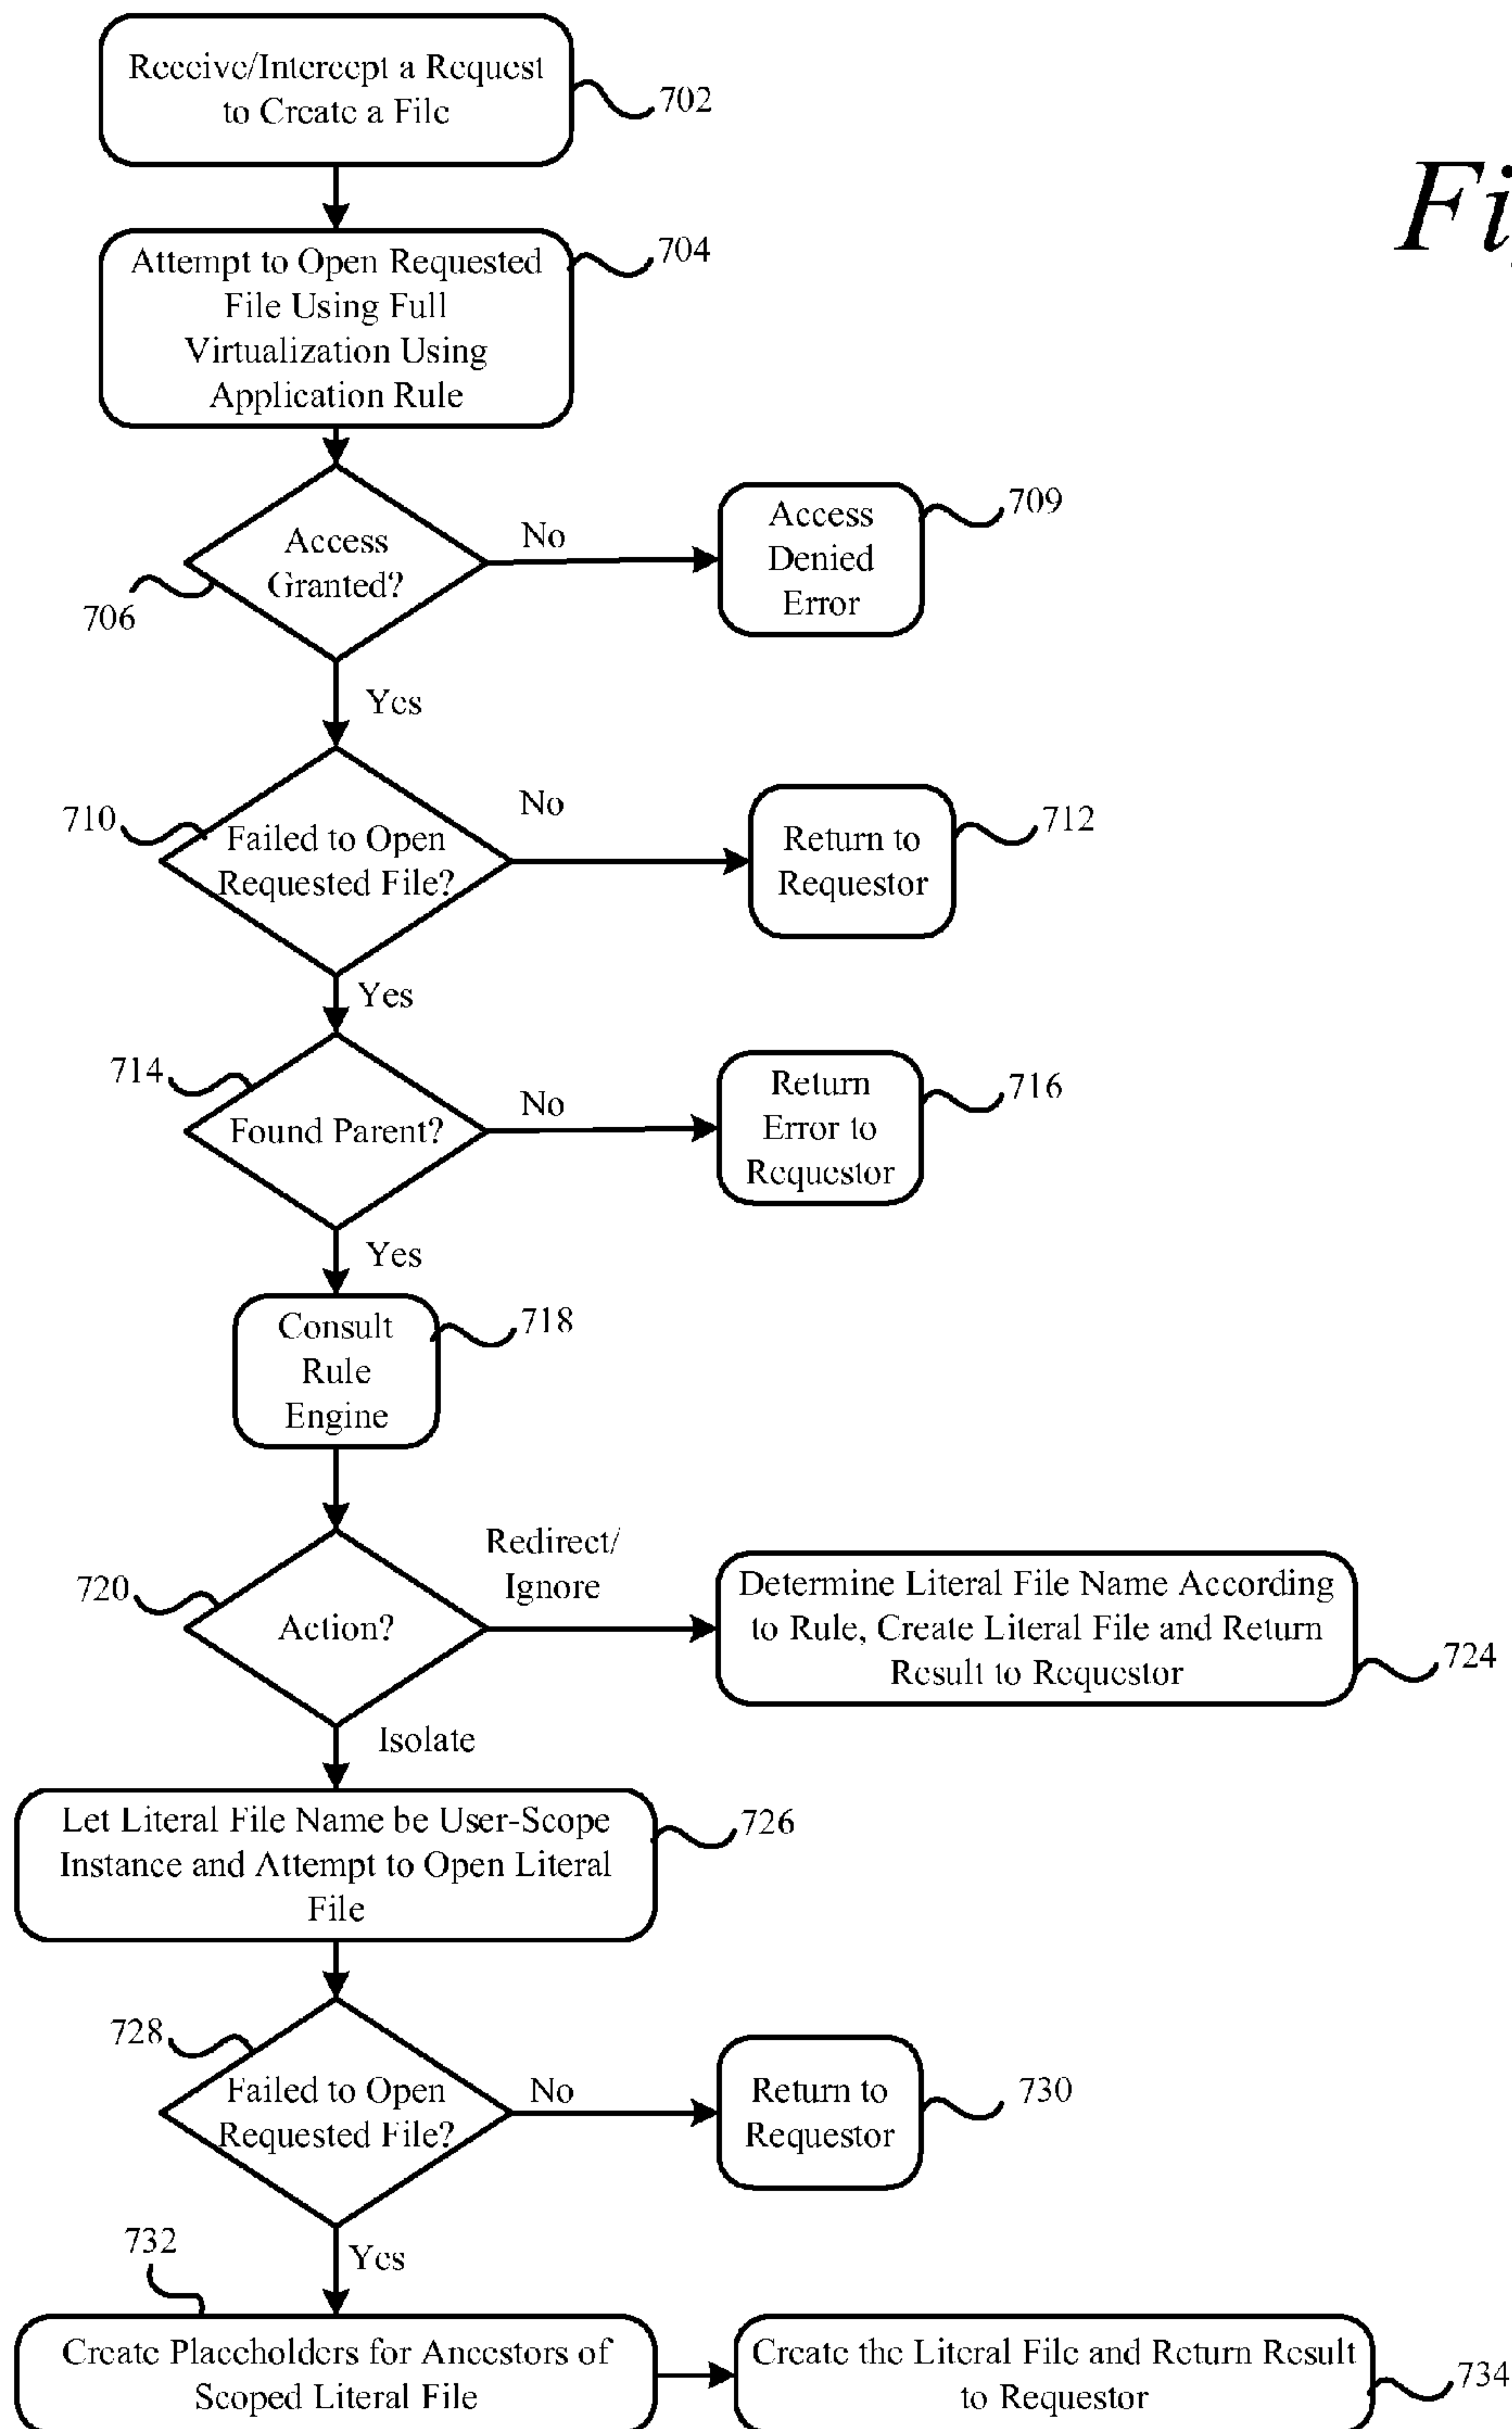 Receive/Intercept a Request
to Create a File
702
Fi
Attempt to Open Requested
File Using Full
Virtualization Using
Application Rule
704
Access
Granted?
706
No
Access
Denied
Error
709
Yes
710
Failed to Open
Requested File?
No
Return to
Requestor
712
Yes
714
Found Parent?
No
Return
Error to
Requestor
716
Yes
Consult
Rule
Engine
718
720
Action?
Redirect/
Ignore
Determine Literal File Name According
to Rule, Create Literal File and Return
Result to Requestor
724
Isolate
Let Literal File Name be User-Scope
Instance and Attempt to Open Literal
File
726
728
Failed to Open
Requested File?
No
Return to
Requestor
730
732
Yes
Create Placeholders for Ancestors of
Scoped Literal File
Create the Literal File and Return Result
to Requestor
734